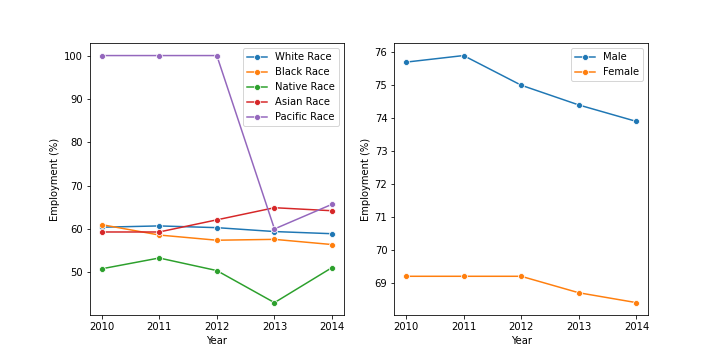 Employment (%)
100
90
80
70
60
50
2010
2011
2012
2013
2014
Year
White Race
Black Race
Native Race
Asian Race
Pacific Race
Employment (%)
76
75
74
73
72
71
70
69
2010
2011
2012
2013
2014
Year
Male
Female